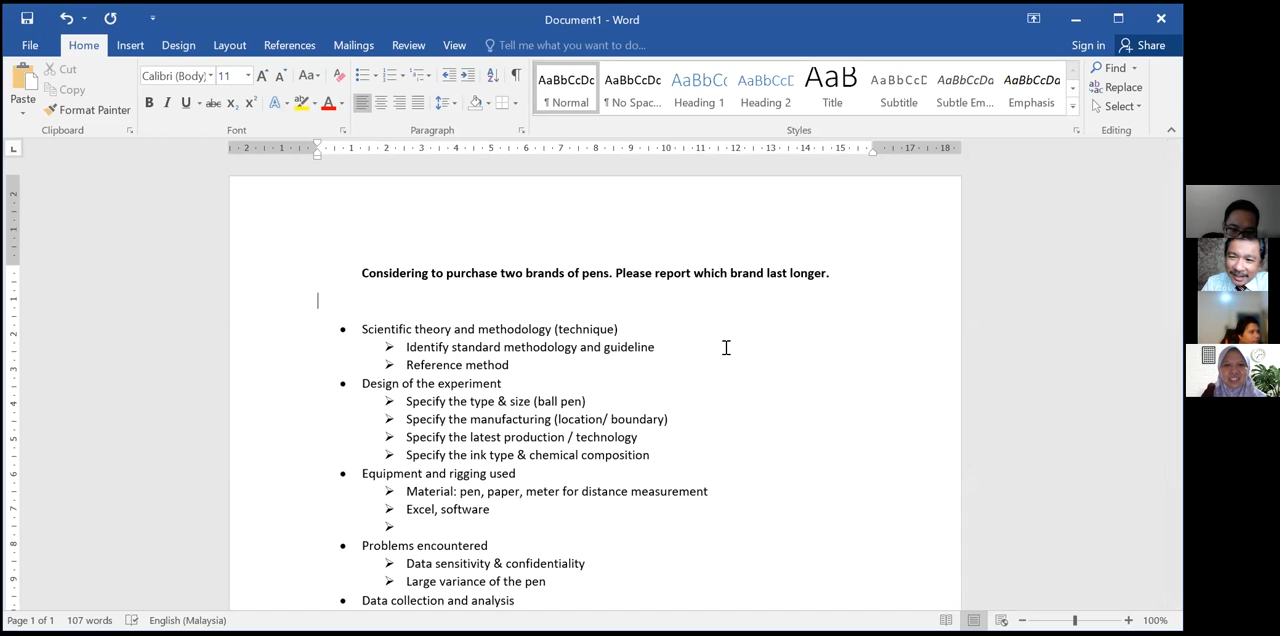 Document1 - Word
File Home Insert Design Layout References Mailings Review View Tell me what you want to do... Sign in Share
Paste
Cut
Copy
Format Painter
Clipboard
Calibri (Body) 11
Font
Paragraph
AaBbCcDc AaBbCcDc AaBbCc AaBbCcD AaB AaBbCcD AaBbCcDc AaBbCcDc
¶ Normal ¶ No Spac... Heading 1 Heading 2 Title Subtitle Subtle Em... Emphasis
Styles
Find
Replace
Select
Editing
Considering to purchase two brands of pens. Please report which brand last longer.
• Scientific theory and methodology (technique)
➢ Identify standard methodology and guideline
➢ Reference method
• Design of the experiment
➢ Specify the type & size (ball pen)
➢ Specify the manufacturing (location/ boundary)
➢ Specify the latest production / technology
➢ Specify the ink type & chemical composition
• Equipment and rigging used
➢ Material: pen, paper, meter for distance measurement
➢ Excel, software
➢
• Problems encountered
➢ Data sensitivity & confidentiality
➢ Large variance of the pen
• Data collection and analysis
Page 1 of 1 107 words English (Malaysia) 100%